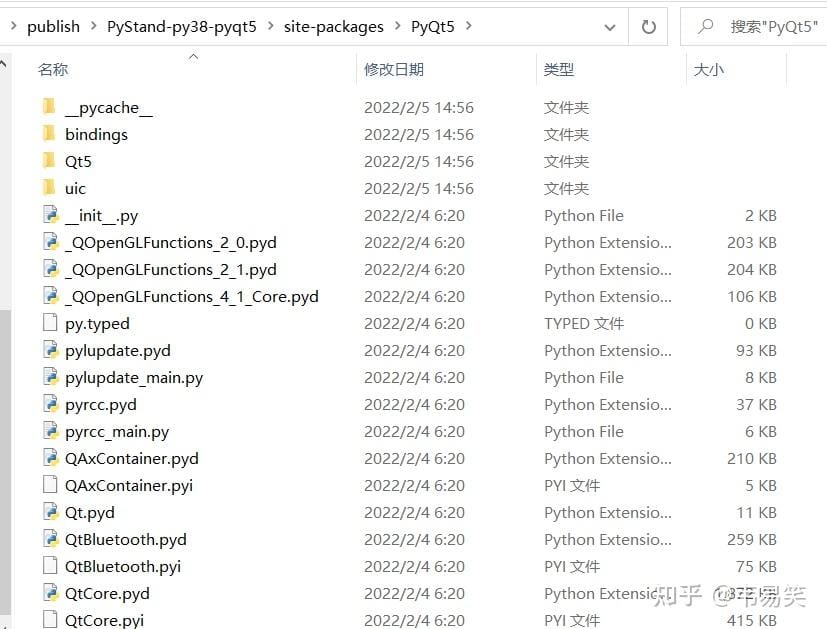 publish > PyStand-py38-pyqt5 > site-packages > PyQt5 > 搜索"PyQt5"
名称 修改日期 类型 大小
__pycache__ 2022/2/5 14:56 文件夹
bindings 2022/2/5 14:56 文件夹
Qt5 2022/2/5 14:56 文件夹
uic 2022/2/5 14:56 文件夹
__init__.py 2022/2/4 6:20 Python File 2 KB
_QOpenGLFunctions_2_0.pyd 2022/2/4 6:20 Python Extensio... 203 KB
_QOpenGLFunctions_2_1.pyd 2022/2/4 6:20 Python Extensio... 204 KB
_QOpenGLFunctions_4_1_Core.pyd 2022/2/4 6:20 Python Extensio... 106 KB
py.typed 2022/2/4 6:20 TYPED 文件 0 KB
pylupdate.pyd 2022/2/4 6:20 Python Extensio... 93 KB
pylupdate_main.py 2022/2/4 6:20 Python File 8 KB
pyrcc.pyd 2022/2/4 6:20 Python Extensio... 37 KB
pyrcc_main.py 2022/2/4 6:20 Python File 6 KB
QAxContainer.pyd 2022/2/4 6:20 Python Extensio... 210 KB
QAxContainer.pyi 2022/2/4 6:20 PYI 文件 5 KB
Qt.pyd 2022/2/4 6:20 Python Extensio... 11 KB
QtBluetooth.pyd 2022/2/4 6:20 Python Extensio... 259 KB
QtBluetooth.pyi 2022/2/4 6:20 PYI 文件 75 KB
QtCore.pyd 2022/2/4 6:20 Python KB
知乎 @韦易笑
QtCore.pyi 2022/2/4 6:20 PYI 文件 415 KB